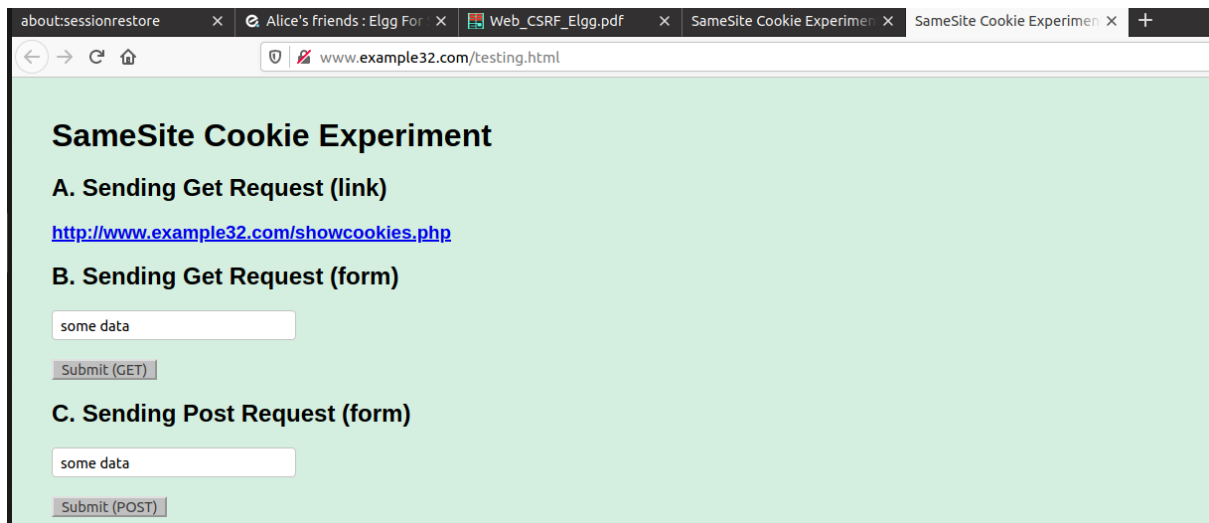 about:sessionrestore
Alice's friends : Elgg For S
Web_CSRF_Elgg.pdf
SameSite Cookie Experimen
SameSite Cookie Experimen
www.example32.com/testing.html
SameSite Cookie Experiment
A. Sending Get Request (link)
http://www.example32.com/showcookies.php
B. Sending Get Request (form)
some data
Submit (GET)
C. Sending Post Request (form)
some data
Submit (POST)